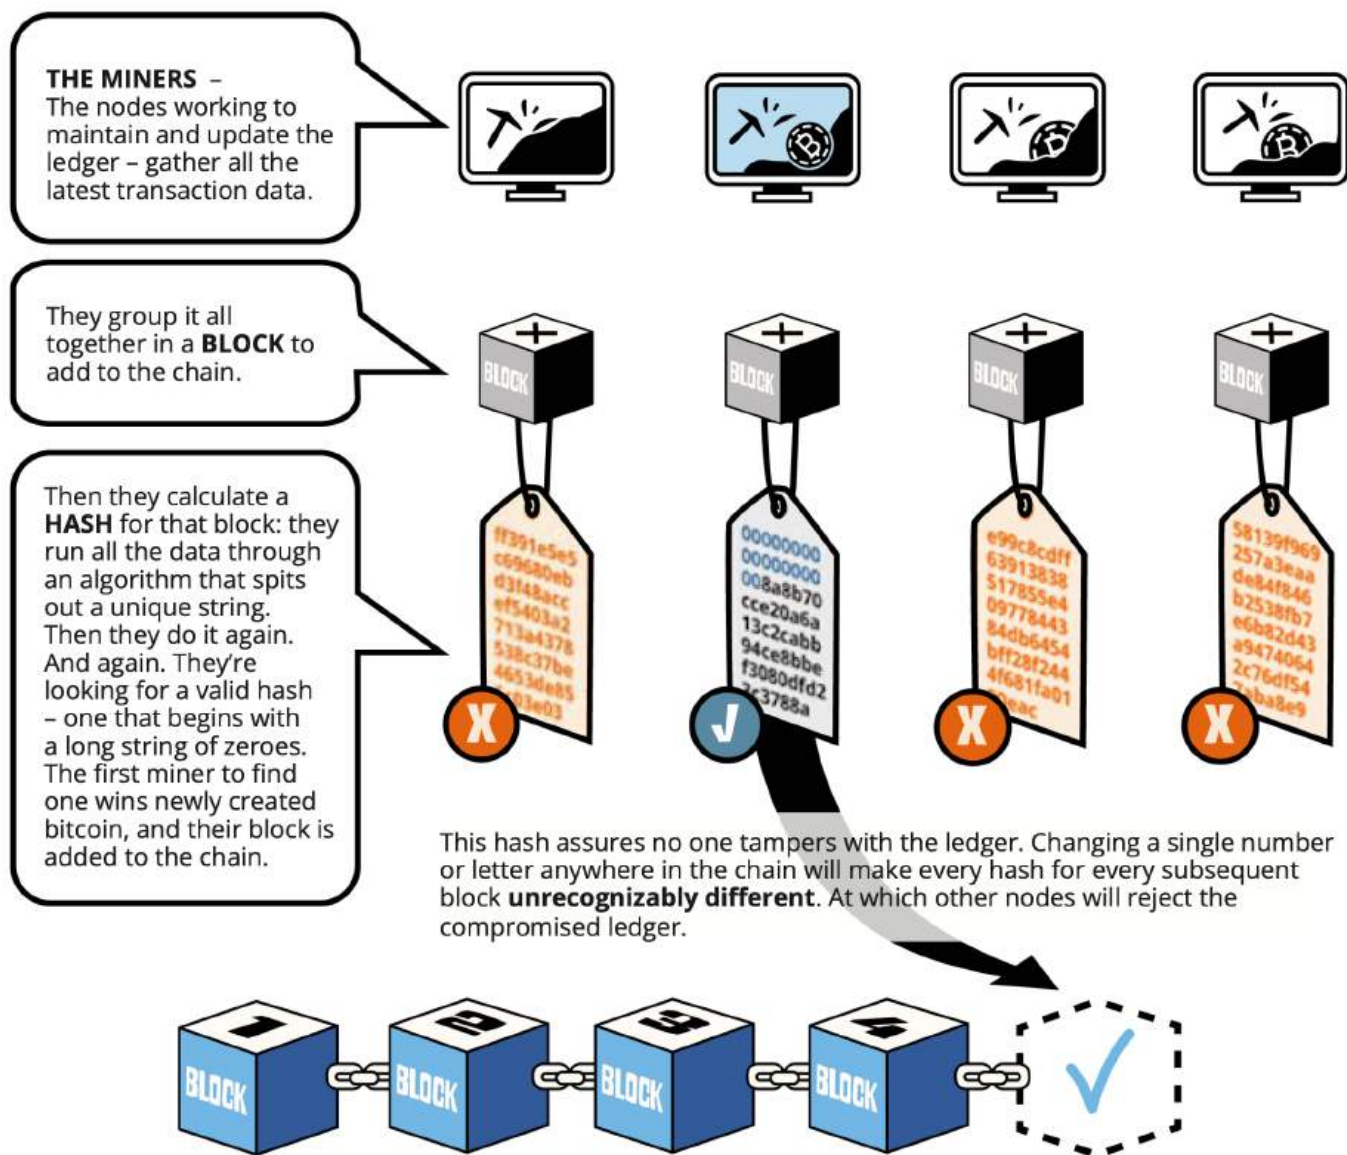 THE MINERS –
The nodes working to
maintain and update the
ledger – gather all the
latest transaction data.
They group it all
together in a BLOCK to
add to the chain.
BLOCK
BLOCK
BLOCK
BLOCK
Then they calculate a
HASH for that block: they
run all the data through
an algorithm that spits
out a unique string.
Then they do it again.
And again. They’re
looking for a valid hash
– one that begins with
a long string of zeroes.
The first miner to find
one wins newly created
bitcoin, and their block is
added to the chain.
ff391e5e5
c69680eb
d3f48acc
ef5403a2
713a4378
538c37be
4653de85
X
00000000
00000000
008a8b70
cce20a6a
13c2cabb
94ce8bbe
f3080dfd2
e99c8cdff
63913838
517855e4
09778443
84db6454
bff28f244
4f681fa01
X
58139f969
257a3eaa
de84f846
b2538fb7
e6b82d43
a9474064
2c76df54
X
This hash assures no one tampers with the ledger. Changing a single number
or letter anywhere in the chain will make every hash for every subsequent
block unrecognizably different. At which other nodes will reject the
compromised ledger.
1
BLOCK
2
BLOCK
3
BLOCK
4
BLOCK